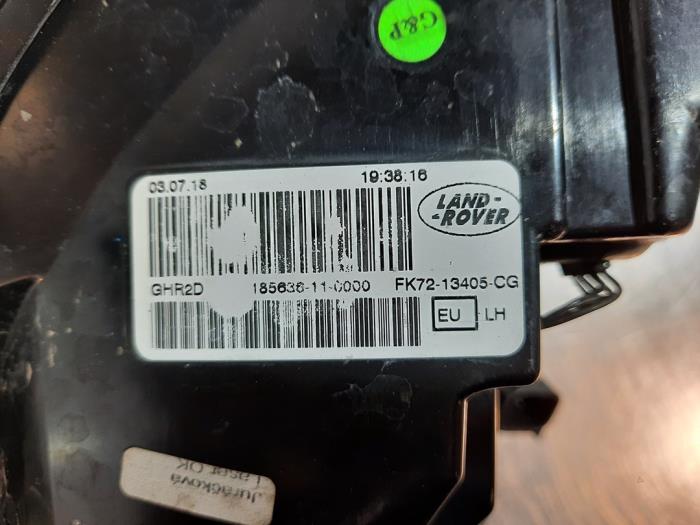 G&P
03.07.18 19:38:16
LAND-
-ROVER
GHR2D 185636-11-0000 FK72-13405-CG
EU LH
Juráčková
Laser OK